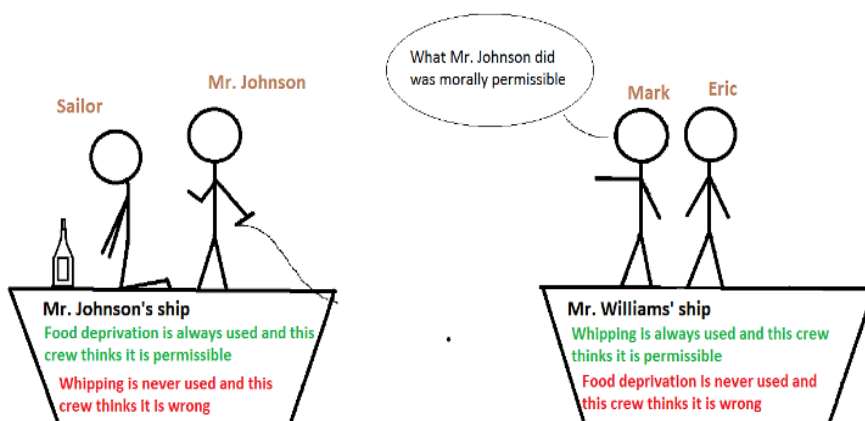 What Mr. Johnson did
was morally permissible
Sailor
Mr. Johnson
Mark
Eric
Mr. Johnson's ship
Food deprivation is always used and this
crew thinks it is permissible
Whipping is never used and this
crew thinks it is wrong
Mr. Williams' ship
Whipping is always used and this crew
thinks it is permissible
Food deprivation is never used and
this crew thinks it is wrong